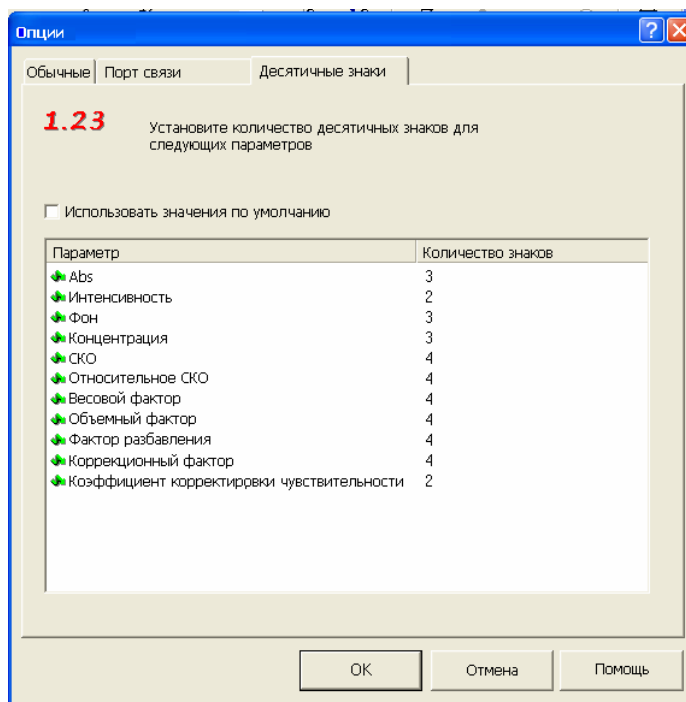 Опции
Обычные Порт связи Десятичные знаки
1.23
Установите количество десятичных знаков для
следующих параметров
Использовать значения по умолчанию
Параметр Количество знаков
Abs 3
Интенсивность 2
Фон 3
Концентрация 3
СКО 4
Относительное СКО 4
Весовой фактор 4
Объемный фактор 4
Фактор разбавления 4
Коррекционный фактор 4
Коэффициент корректировки чувствительности 2
OK Отмена Помощь